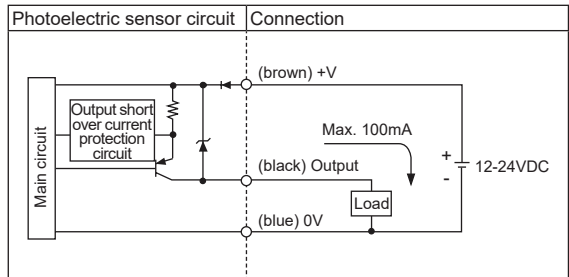 Photoelectric sensor circuit
Connection
(brown) +V
Output short
over current
protection
circuit
Main circuit
Max. 100mA
+
-
12-24VDC
(black) Output
Load
(blue) 0V